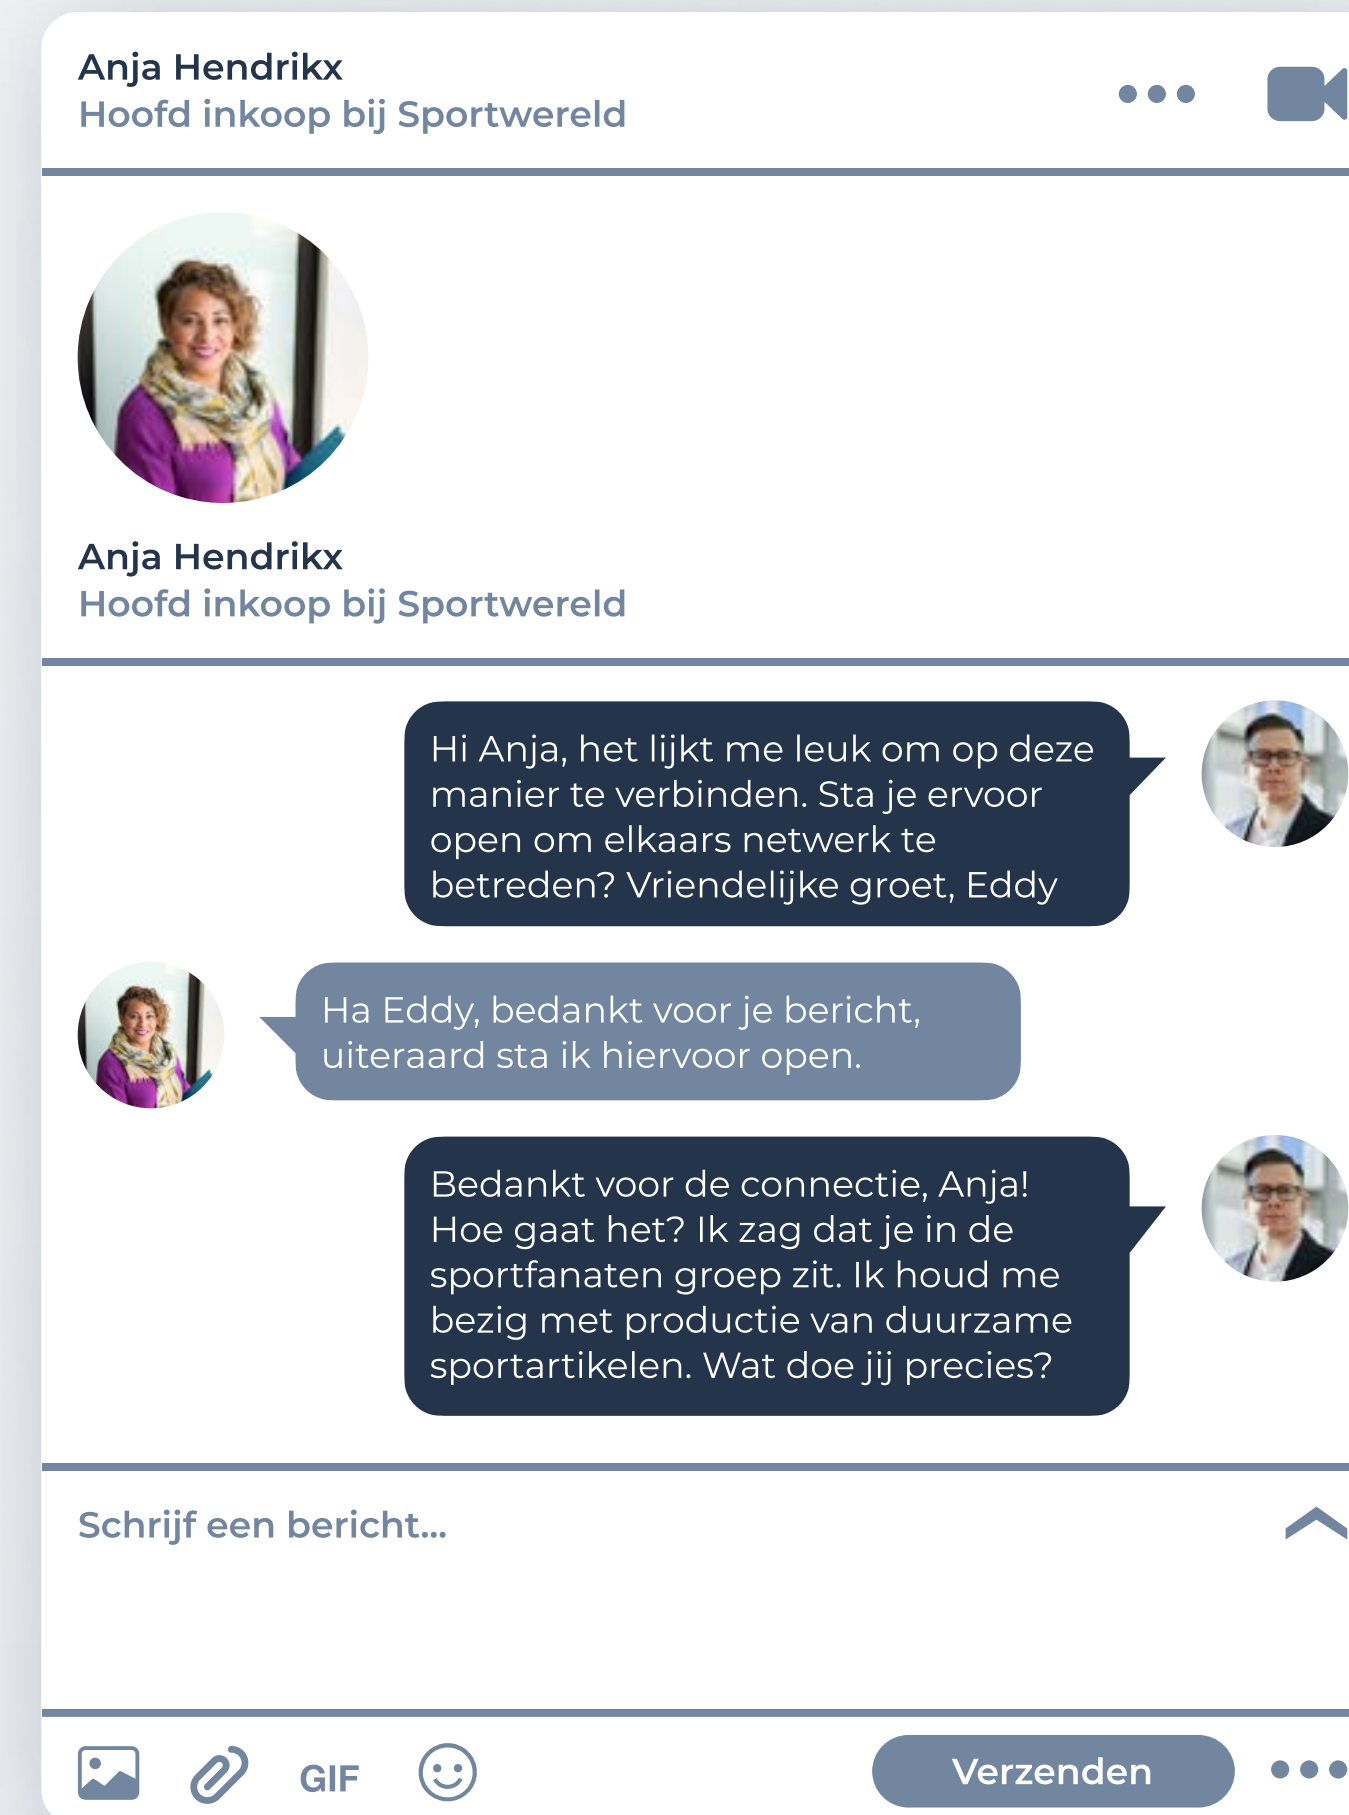 Anja Hendrikx
Hoofd inkoop bij Sportwereld
Anja Hendrikx
Hoofd inkoop bij Sportwereld
Hi Anja, het lijkt me leuk om op deze
manier te verbinden. Sta je ervoor
open om elkaars netwerk te
betreden? Vriendelijke groet, Eddy
Ha Eddy, bedankt voor je bericht,
uiteraard sta ik hiervoor open.
Bedankt voor de connectie, Anja!
Hoe gaat het? Ik zag dat je in de
sportfanaten groep zit. Ik houd me
bezig met productie van duurzame
sportartikelen. Wat doe jij precies?
Schrijf een bericht...
GIF
Verzenden